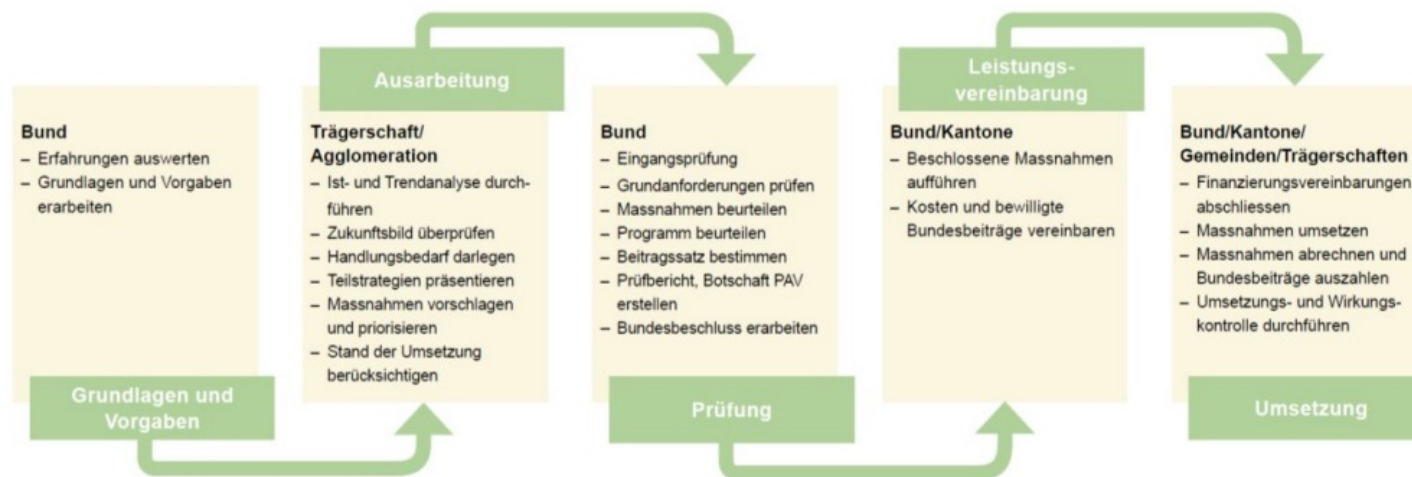 Bund
– Erfahrungen auswerten
– Grundlagen und Vorgaben
erarbeiten
Grundlagen und
Vorgaben
Ausarbeitung
Trägerschaft/
Agglomeration
– Ist- und Trendanalyse durch-
führen
– Zukunftsbild überprüfen
– Handlungsbedarf darlegen
– Teilstrategien präsentieren
– Massnahmen vorschlagen
und priorisieren
– Stand der Umsetzung
berücksichtigen
Bund
– Eingangsprüfung
– Grundanforderungen prüfen
– Massnahmen beurteilen
– Programm beurteilen
– Beitragssatz bestimmen
– Prüfbericht, Botschaft PAV
erstellen
– Bundesbeschluss erarbeiten
Prüfung
Leistungs-
vereinbarung
Bund/Kantone
– Beschlossene Massnahmen
aufführen
– Kosten und bewilligte
Bundesbeiträge vereinbaren
Bund/Kantone/
Gemeinden/Trägerschaften
– Finanzierungsvereinbarungen
abschliessen
– Massnahmen umsetzen
– Massnahmen abrechnen und
Bundesbeiträge auszahlen
– Umsetzungs- und Wirkungs-
kontrolle durchführen
Umsetzung